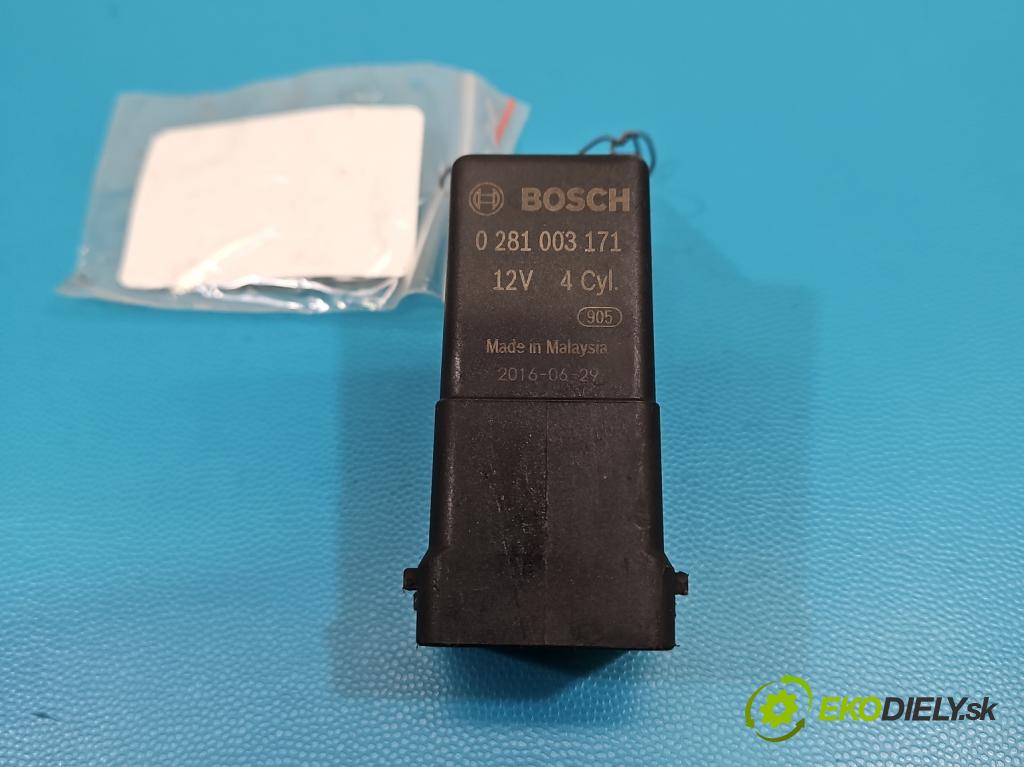 BOSCH
0 281 003 171
12V 4 Cyl.
905
Made in Malaysia
2016-06-29
EKODIELY.sk